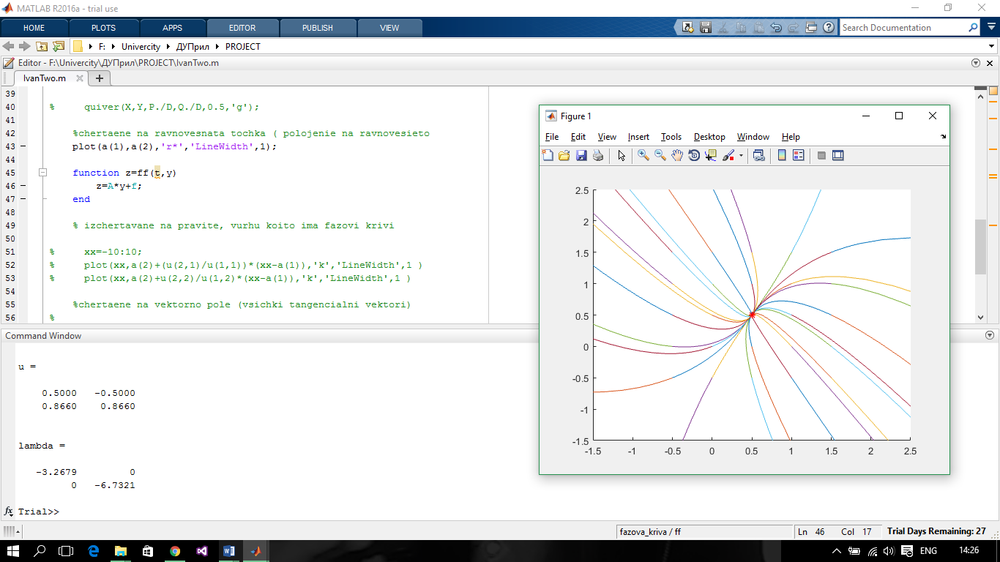 MATLAB R2016a - trial use
HOME PLOTS APPS EDITOR PUBLISH VIEW Search Documentation
F: Univercity ДУПрил PROJECT
Editor - F:\Univercity\ДУПрил\PROJECT\IvanTwo.m
IvanTwo.m
39
40 % quiver(X,Y,P./D,Q./D,0.5,'g');
41
42 %chertaene na ravnovesnata tochka ( polojenie na ravnovesieto
43 plot(a(1),a(2),'r*','LineWidth',1);
44
45 function z=ff(t,y)
46 z=A*y+f;
47 end
48
49 % izchertavane na pravite, vurhu koito ima fazovi krivi
50
51 % xx=-10:10;
52 % plot(xx,a(2)+(u(2,1)/u(1,1))*(xx-a(1)),'k','LineWidth',1 )
53 % plot(xx,a(2)+u(2,2)/u(1,2)*(xx-a(1)),'k','LineWidth',1 )
54
55 %chertaene na vektorno pole (vsichki tangencialni vektori)
56 %
Command Window
u =
0.5000 -0.5000
0.8660 0.8660
lambda =
-3.2679 0
0 -6.7321
fx Trial>>
Figure 1
File Edit View Insert Tools Desktop Window Help
2.5
2
1.5
1
0.5
0
-0.5
-1
-1.5
-1.5 -1 -0.5 0 0.5 1 1.5 2 2.5
fazova_kriva / ff Ln 46 Col 17 Trial Days Remaining: 27
ENG 14:26